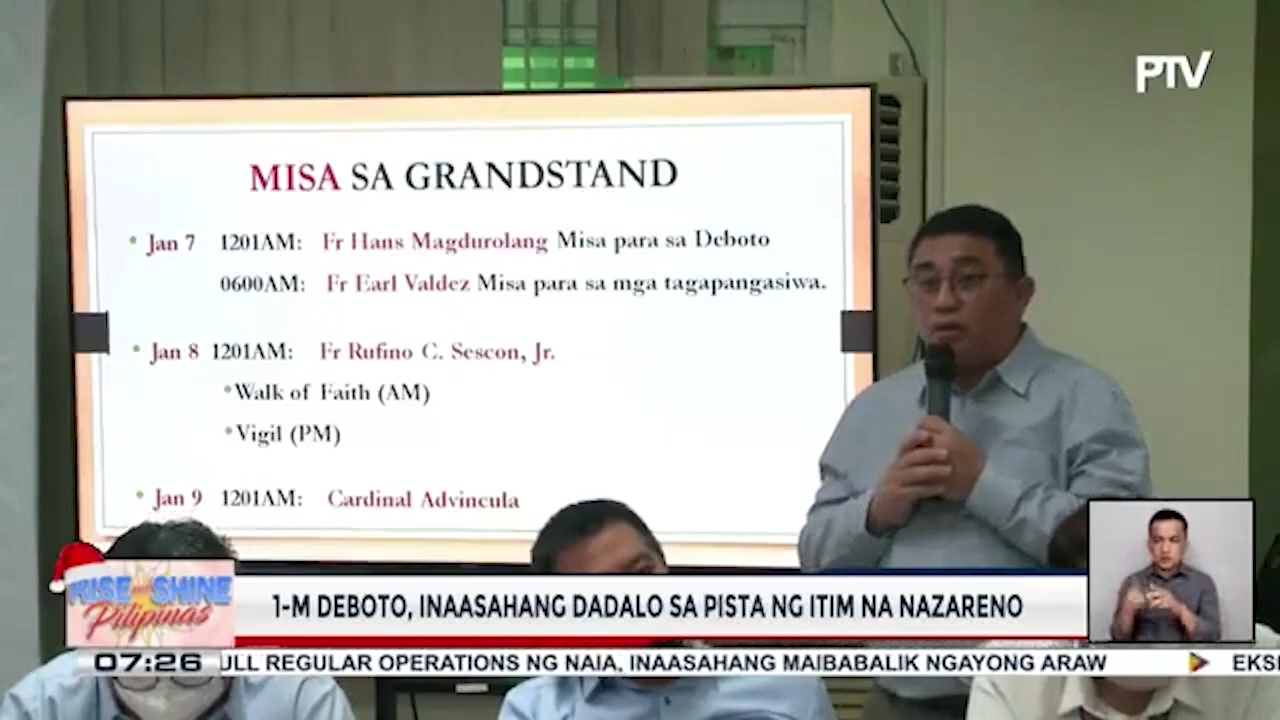 PTV
MISA SA GRANDSTAND
• Jan 7 1201AM: Fr Hans Magdurolang Misa para sa Deboto
0600AM: Fr Earl Valdez Misa para sa mga tagapangasiwa.
• Jan 8 1201AM: Fr Rufino C. Sescon, Jr.
• Walk of Faith (AM)
• Vigil (PM)
• Jan 9 1201AM: Cardinal Advincula
RISE and SHINE
Pilipinas
1-M DEBOTO, INAASAHANG DADALO SA PISTA NG ITIM NA NAZARENO
07:26 ULL REGULAR OPERATIONS NG NAIA, INAASAHANG MAIBABALIK NGAYONG ARAW EKS